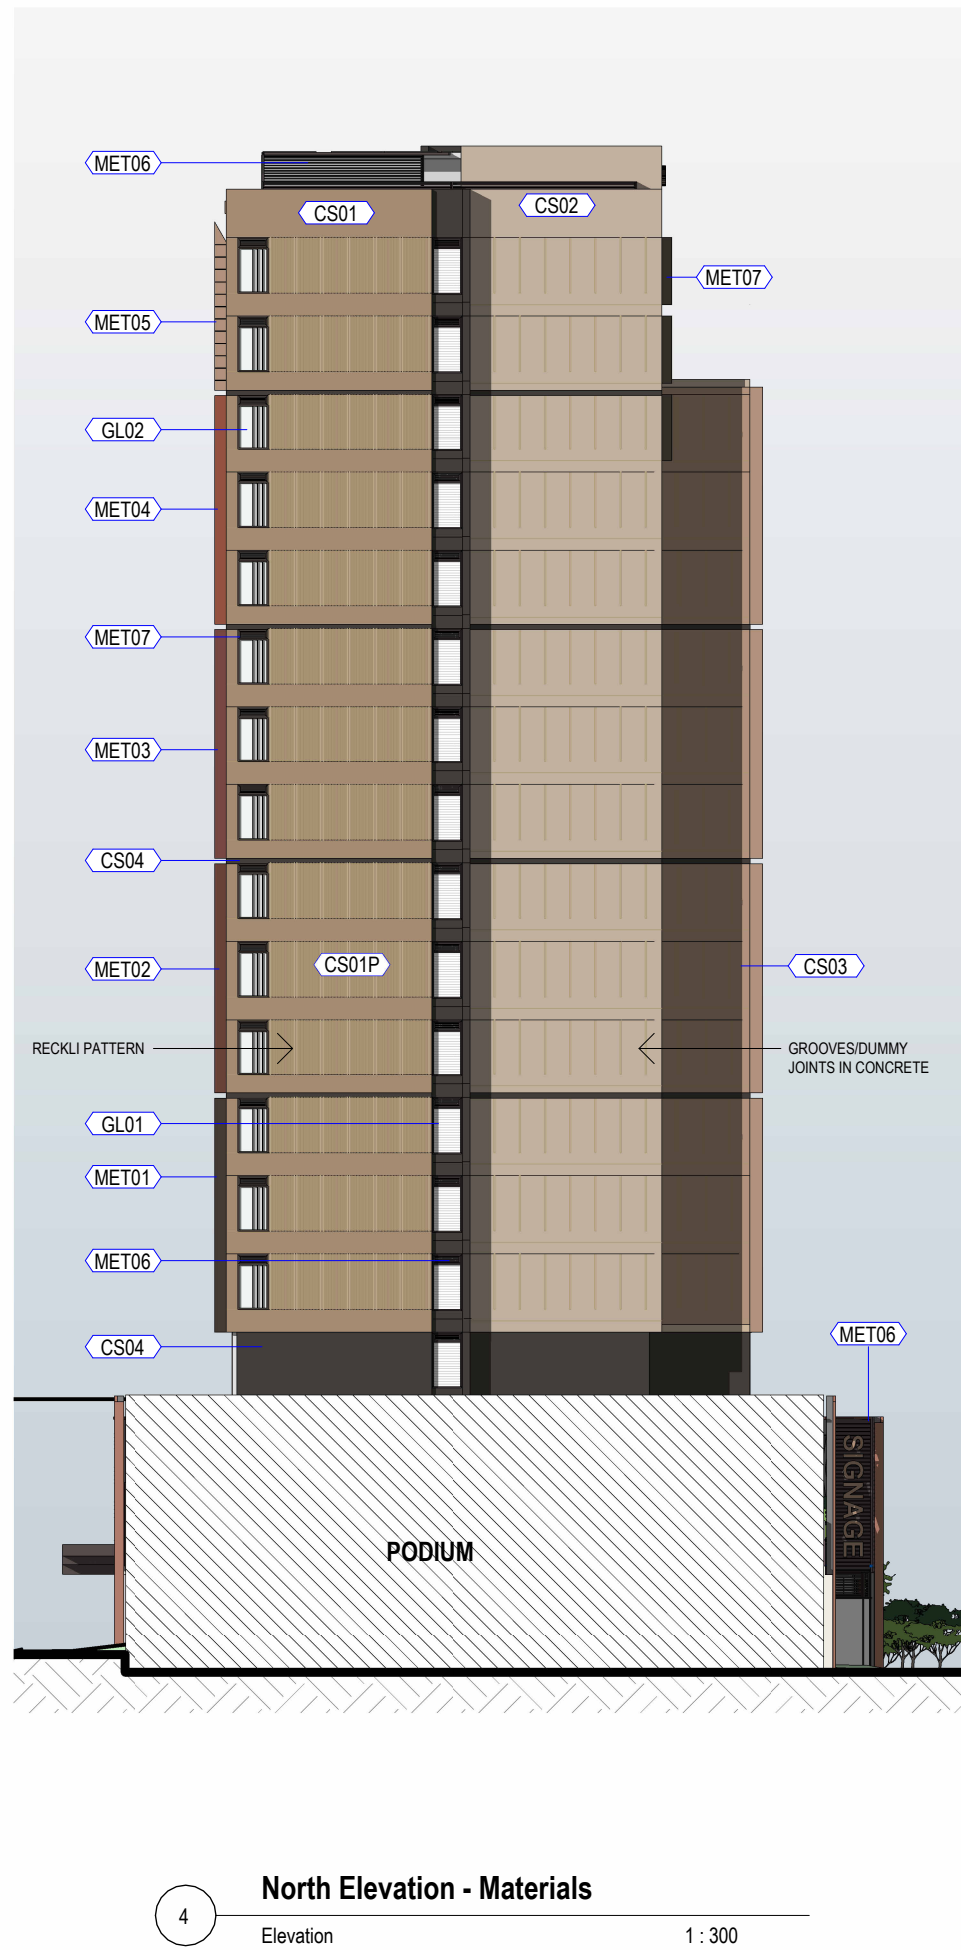 MET06
CS01
CS02
MET07
MET05
GL02
MET04
MET07
MET03
CS04
MET02
CS01P
CS03
RECKLI PATTERN
GROOVES/DUMMY
JOINTS IN CONCRETE
GL01
MET01
MET06
CS04
MET06
SIGNAGE
PODIUM
4
North Elevation - Materials
Elevation
1 : 300